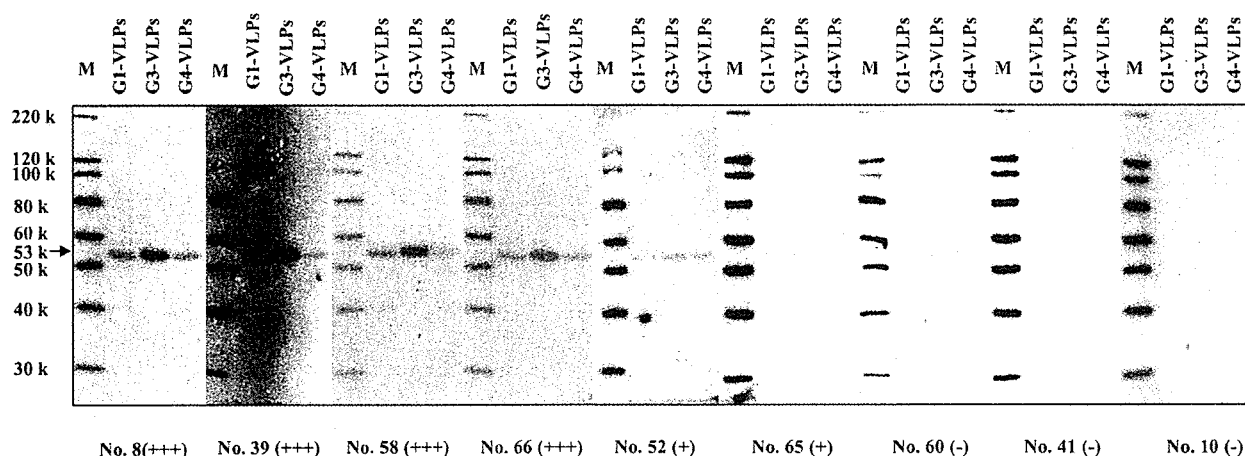 M G1-VLPs G3-VLPs G4-VLPs M G1-VLPs G3-VLPs G4-VLPs M G1-VLPs G3-VLPs G4-VLPs M G1-VLPs G3-VLPs G4-VLPs M G1-VLPs G3-VLPs G4-VLPs M G1-VLPs G3-VLPs G4-VLPs M G1-VLPs G3-VLPs G4-VLPs M G1-VLPs G3-VLPs G4-VLPs M G1-VLPs G3-VLPs G4-VLPs
220 k
120 k
100 k
80 k
60 k
53 k
50 k
40 k
30 k
No. 8(+++) No. 39 (+++) No. 58 (+++) No. 66 (+++) No. 52 (+) No. 65 (+) No. 60 (-) No. 41 (-) No. 10 (-)